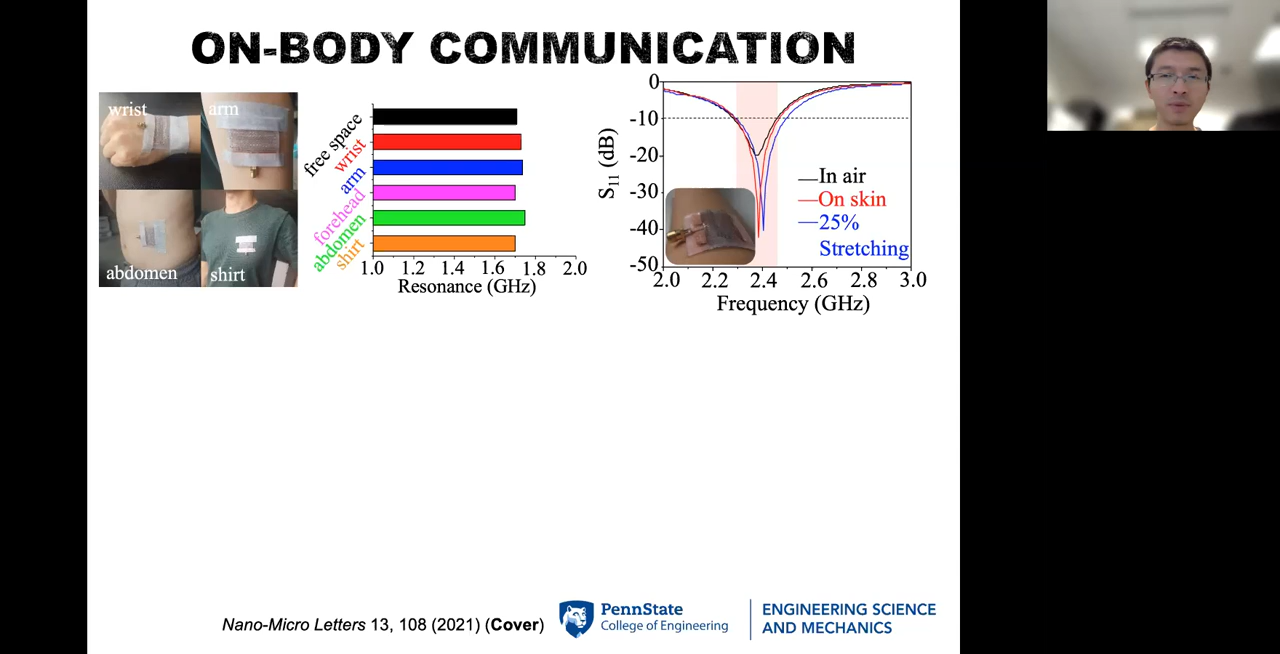 ON-BODY COMMUNICATION
wrist
arm
abdomen
shirt
free space
wrist
arm
forehead
abdomen
shirt
1.0 1.2 1.4 1.6 1.8 2.0
Resonance (GHz)
0
-10
-20
-30
-40
-50
S11 (dB)
In air
On skin
25%
Stretching
2.0 2.2 2.4 2.6 2.8 3.0
Frequency (GHz)
Nano-Micro Letters 13, 108 (2021) (Cover)
PennState
College of Engineering
ENGINEERING SCIENCE
AND MECHANICS